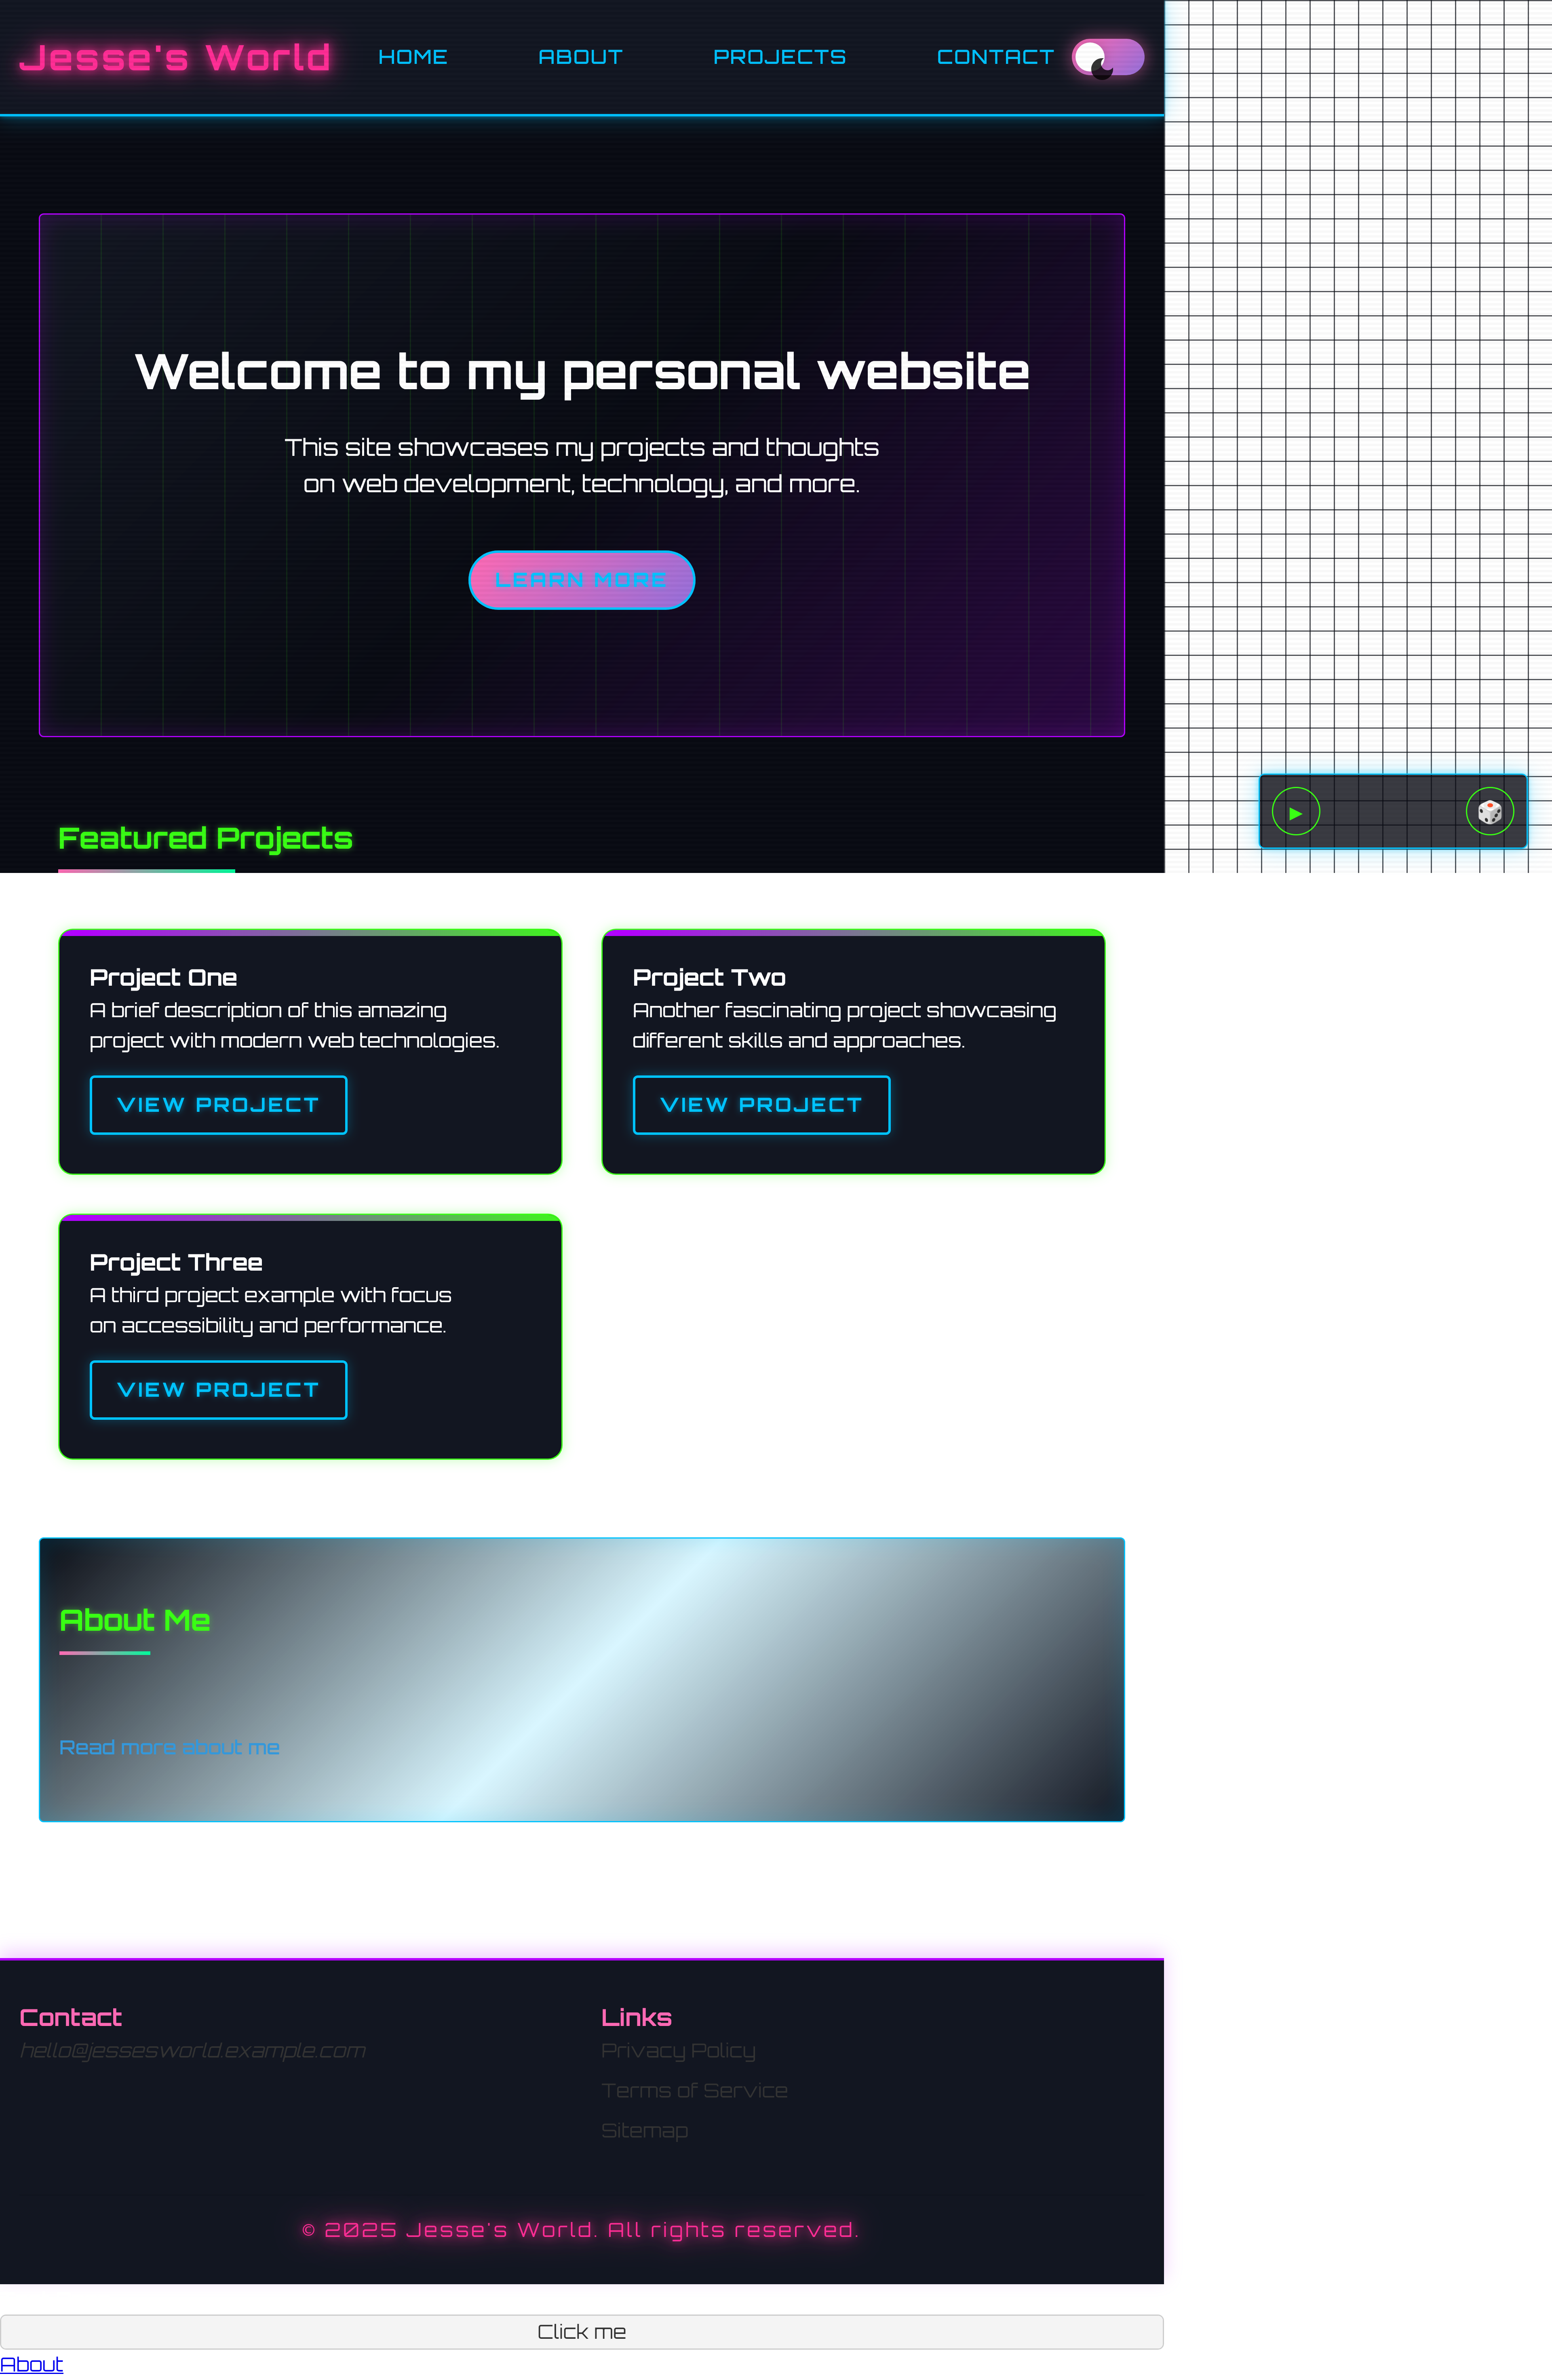 Jesse's World
HOME
ABOUT
PROJECTS
CONTACT
Welcome to my personal website
This site showcases my projects and thoughts
on web development, technology, and more.
LEARN MORE
Featured Projects
Project One
A brief description of this amazing
project with modern web technologies.
VIEW PROJECT
Project Two
Another fascinating project showcasing
different skills and approaches.
VIEW PROJECT
Project Three
A third project example with focus
on accessibility and performance.
VIEW PROJECT
About Me
Read more about me
Contact
hello@jessesworld.example.com
Links
Privacy Policy
Terms of Service
Sitemap
© 2025 Jesse's World. All rights reserved.
Click me
About